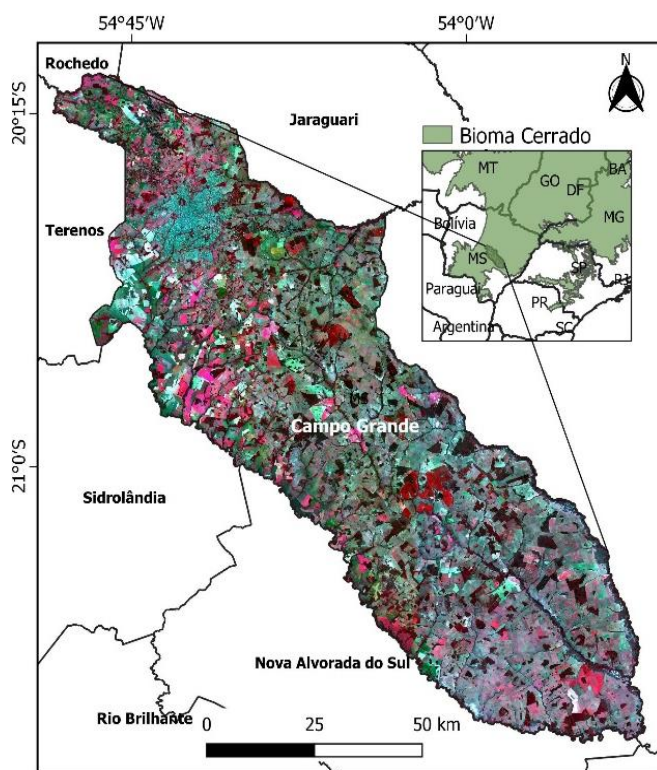 54°45'W
54°0'W
Rochedo
N
20°15'S
Jaraguari
Bioma Cerrado
MT
GO
DF
BA
Bolívia
MG
Terenos
MS
SP
RJ
Paraguai
PR
Argentina
SC
Campo Grande
21°0'S
Sidrolândia
Nova Alvorada do Sul
Rio Brilhante
0
25
50 km